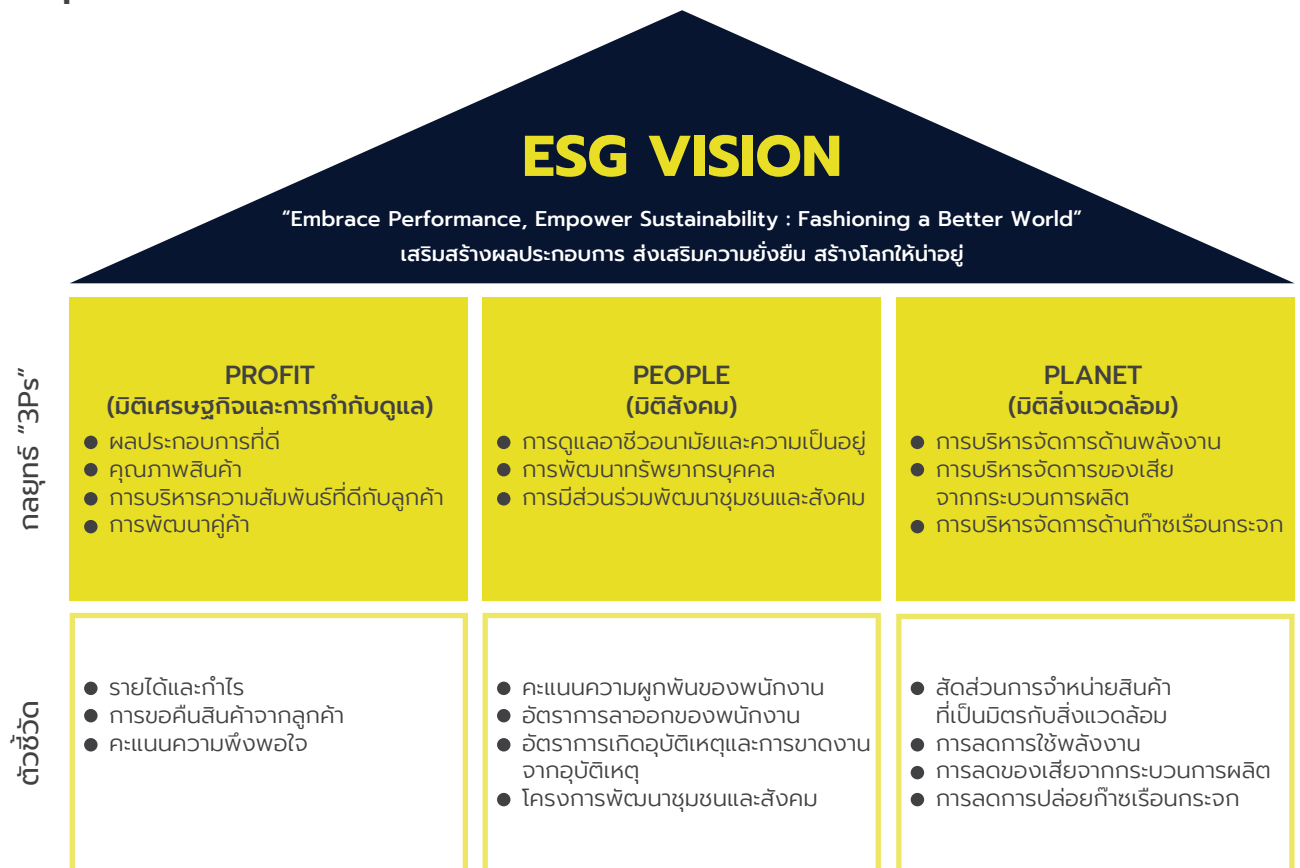 ESG VISION
“Embrace Performance, Empower Sustainability : Fashioning a Better World”
เสริมสร้างผลประกอบการ ส่งเสริมความยั่งยืน สร้างโลกให้น่าอยู่
กลยุทธ์ “3Ps”
PROFIT
(มิติเศรษฐกิจและการกำกับดูแล)
● ผลประกอบการที่ดี
● คุณภาพสินค้า
● การบริหารความสัมพันธ์ที่ดีกับลูกค้า
● การพัฒนาคู่ค้า
PEOPLE
(มิติสังคม)
● การดูแลอาชีวอนามัยและความเป็นอยู่
● การพัฒนาทรัพยากรบุคคล
● การมีส่วนร่วมพัฒนาชุมชนและสังคม
PLANET
(มิติสิ่งแวดล้อม)
● การบริหารจัดการด้านพลังงาน
● การบริหารจัดการของเสีย
จากกระบวนการผลิต
● การบริหารจัดการด้านก๊าซเรือนกระจก
ตัวชี้วัด
● รายได้และกำไร
● การขอคืนสินค้าจากลูกค้า
● คะแนนความพึงพอใจ
● คะแนนความผูกพันของพนักงาน
● อัตราการลาออกของพนักงาน
● อัตราการเกิดอุบัติเหตุและการขาดงาน
จากอุบัติเหตุ
● โครงการพัฒนาชุมชนและสังคม
● สัดส่วนการจำหน่ายสินค้า
ที่เป็นมิตรกับสิ่งแวดล้อม
● การลดการใช้พลังงาน
● การลดของเสียจากกระบวนการผลิต
● การลดการปล่อยก๊าซเรือนกระจก